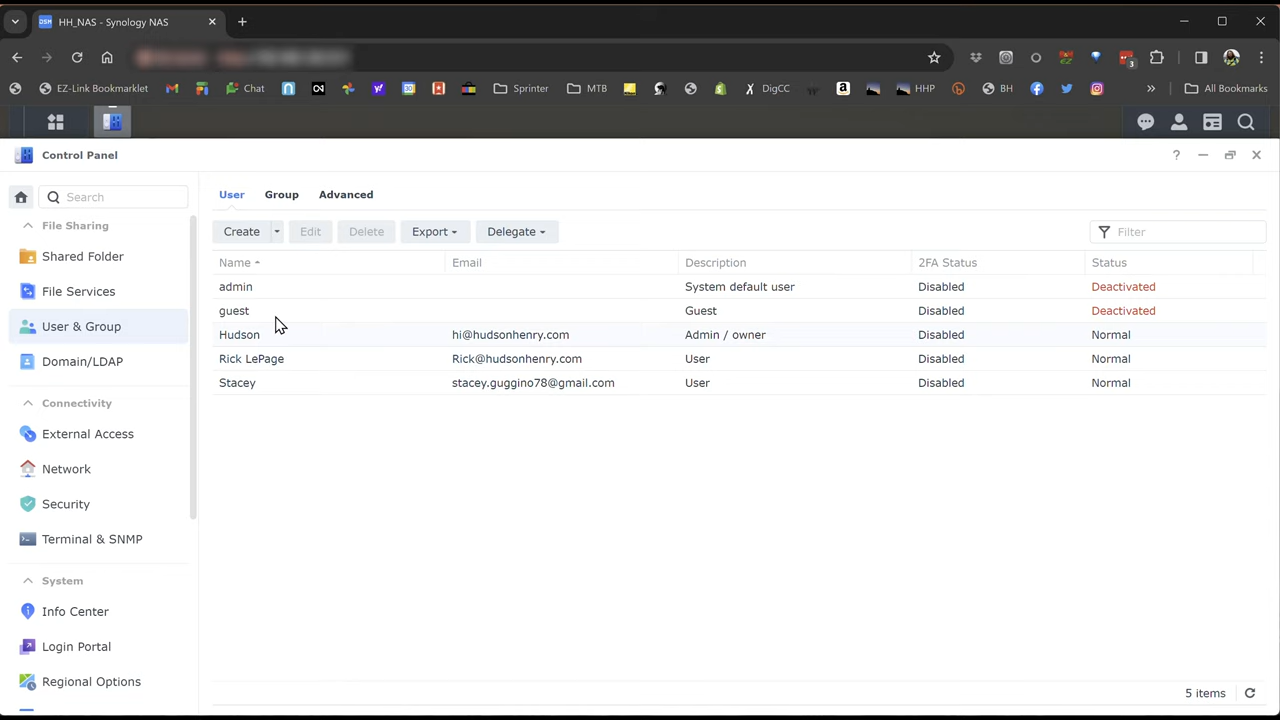 HH_NAS - Synology NAS
EZ-Link Bookmarklet
Chat
Sprinter
MTB
DigCC
HHP
BH
All Bookmarks
Control Panel
Search
File Sharing
Shared Folder
File Services
User & Group
Domain/LDAP
Connectivity
External Access
Network
Security
Terminal & SNMP
System
Info Center
Login Portal
Regional Options
User Group Advanced
Create Edit Delete Export Delegate Filter
Name Email Description 2FA Status Status
admin System default user Disabled Deactivated
guest Guest Disabled Deactivated
Hudson hi@hudsonhenry.com Admin / owner Disabled Normal
Rick LePage Rick@hudsonhenry.com User Disabled Normal
Stacey stacey.guggino78@gmail.com User Disabled Normal
5 items